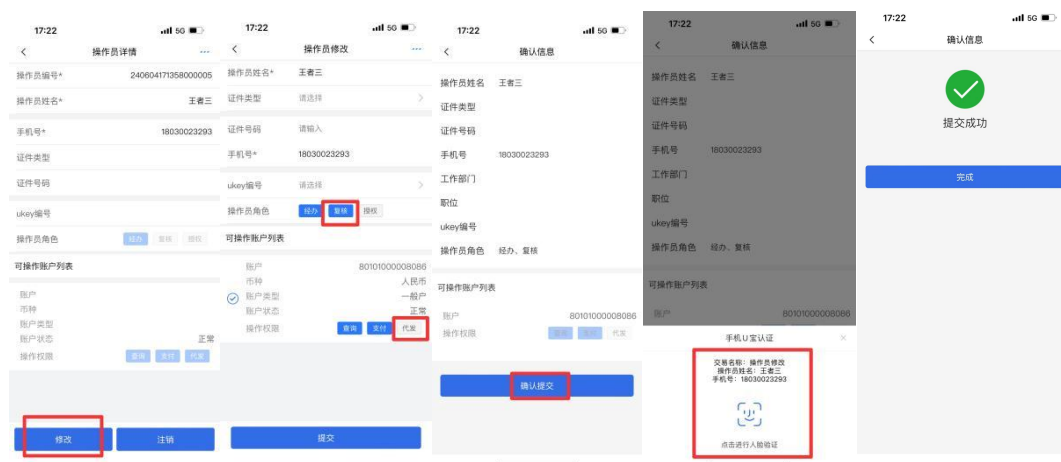 17:22
5G
操作员详情
操作员编号* 240604171358000005
操作员姓名* 王者三
手机号* 18030023293
证件类型
证件号码
ukey编号
操作员角色 经办 复核 授权
可操作账户列表
账户
币种
账户类型
账户状态 正常
操作权限 查询 支付 代发
修改 注销
17:22
5G
操作员修改
操作员姓名* 王者三
证件类型 请选择
证件号码 请输入
手机号* 18030023293
ukey编号 请选择
操作员角色 经办 复核 授权
可操作账户列表
账户 80101000008086
币种 人民币
账户类型 一般户
账户状态 正常
操作权限 查询 支付 代发
提交
17:22
5G
确认信息
操作员姓名 王者三
证件类型
证件号码
手机号 18030023293
工作部门
职位
ukey编号
操作员角色 经办、复核
可操作账户列表
账户 80101000008086
操作权限 查询 支付 代发
确认提交
17:22
5G
确认信息
操作员姓名 王者三
证件类型
证件号码
手机号 18030023293
工作部门
职位
ukey编号
操作员角色 经办、复核
可操作账户列表
账户 80101000008086
手机U宝认证 ×
交易名称：操作员修改
操作员姓名：王者三
手机号：18030023293
点击进行人脸验证
17:22
5G
确认信息
提交成功
完成